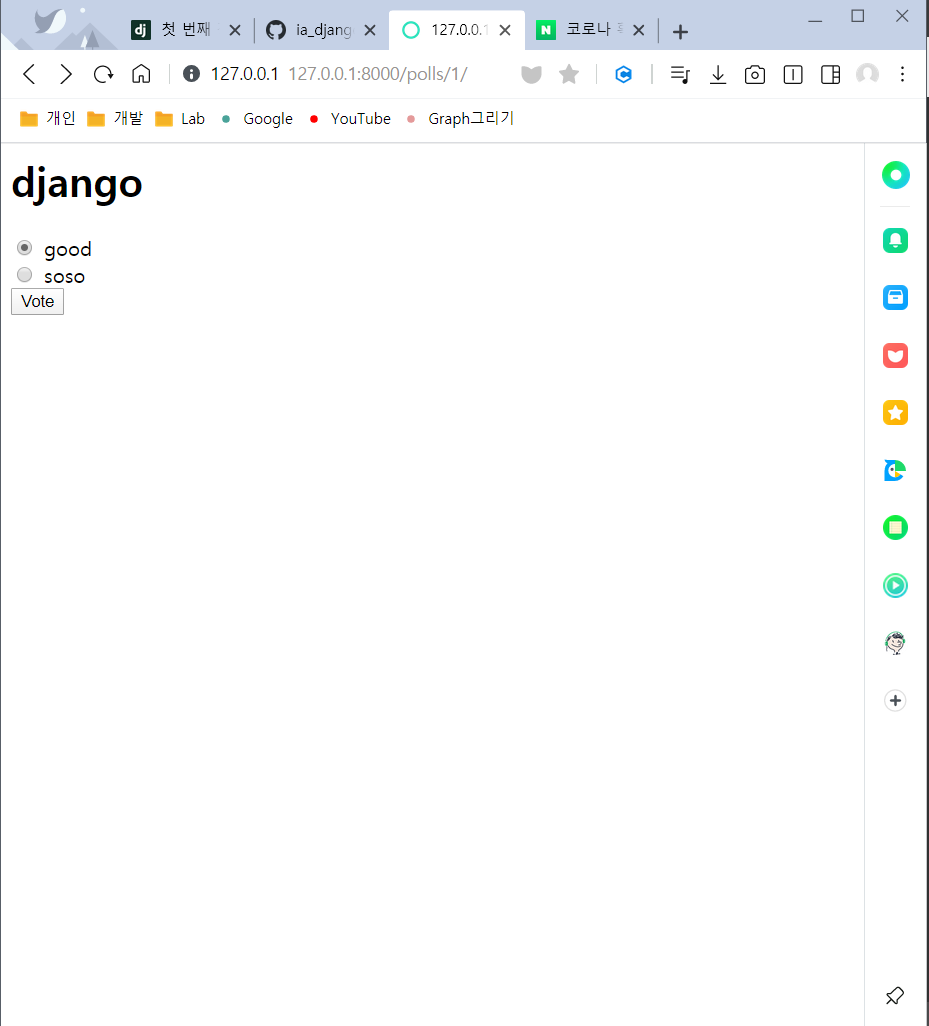 dj 첫 번째
ia_djang
127.0.0.1
N 코로나
127.0.0.1 127.0.0.1:8000/polls/1/
개인 개발 Lab Google YouTube Graph그리기
django
good
soso
Vote